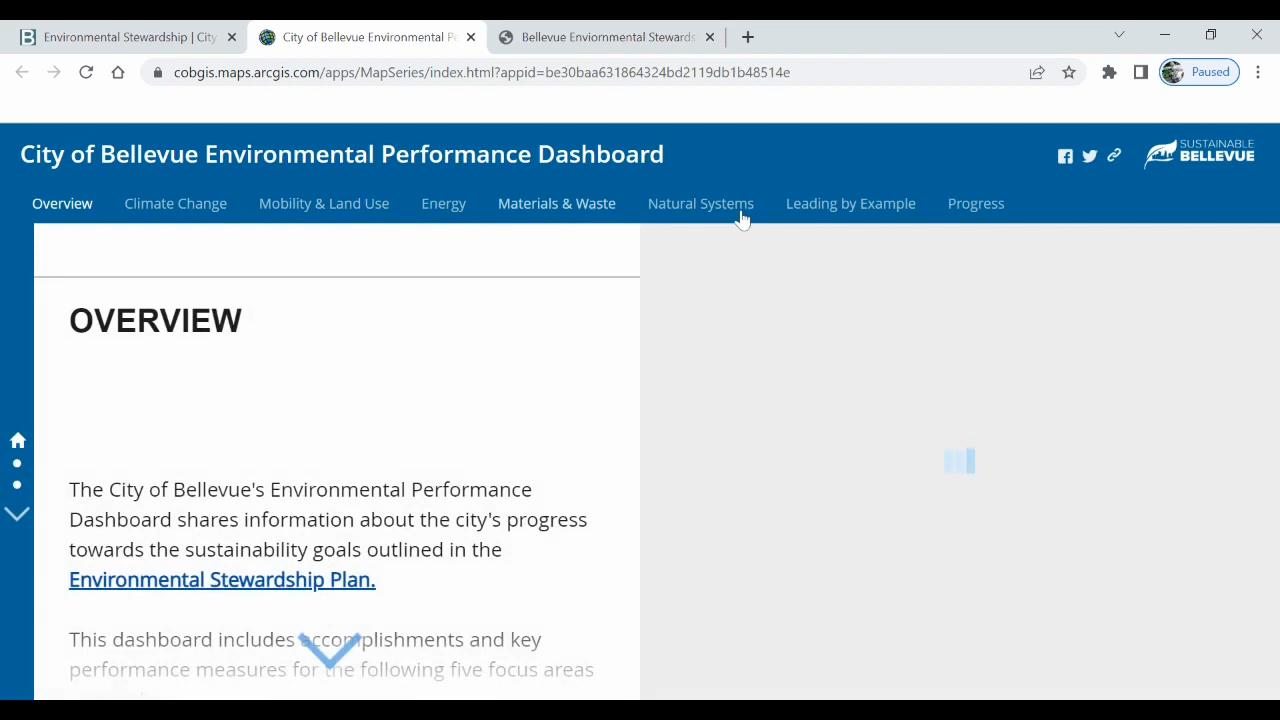 Environmental Stewardship | City
City of Bellevue Environmental Pe
Bellevue Enviornmental Stewards
cobgis.maps.arcgis.com/apps/MapSeries/index.html?appid=be30baa631864324bd2119db1b48514e
Paused
City of Bellevue Environmental Performance Dashboard
SUSTAINABLE
BELLEVUE
Overview Climate Change Mobility & Land Use Energy Materials & Waste Natural Systems Leading by Example Progress
OVERVIEW
The City of Bellevue's Environmental Performance
Dashboard shares information about the city's progress
towards the sustainability goals outlined in the
Environmental Stewardship Plan.
This dashboard includes accomplishments and key
performance measures for the following five focus areas